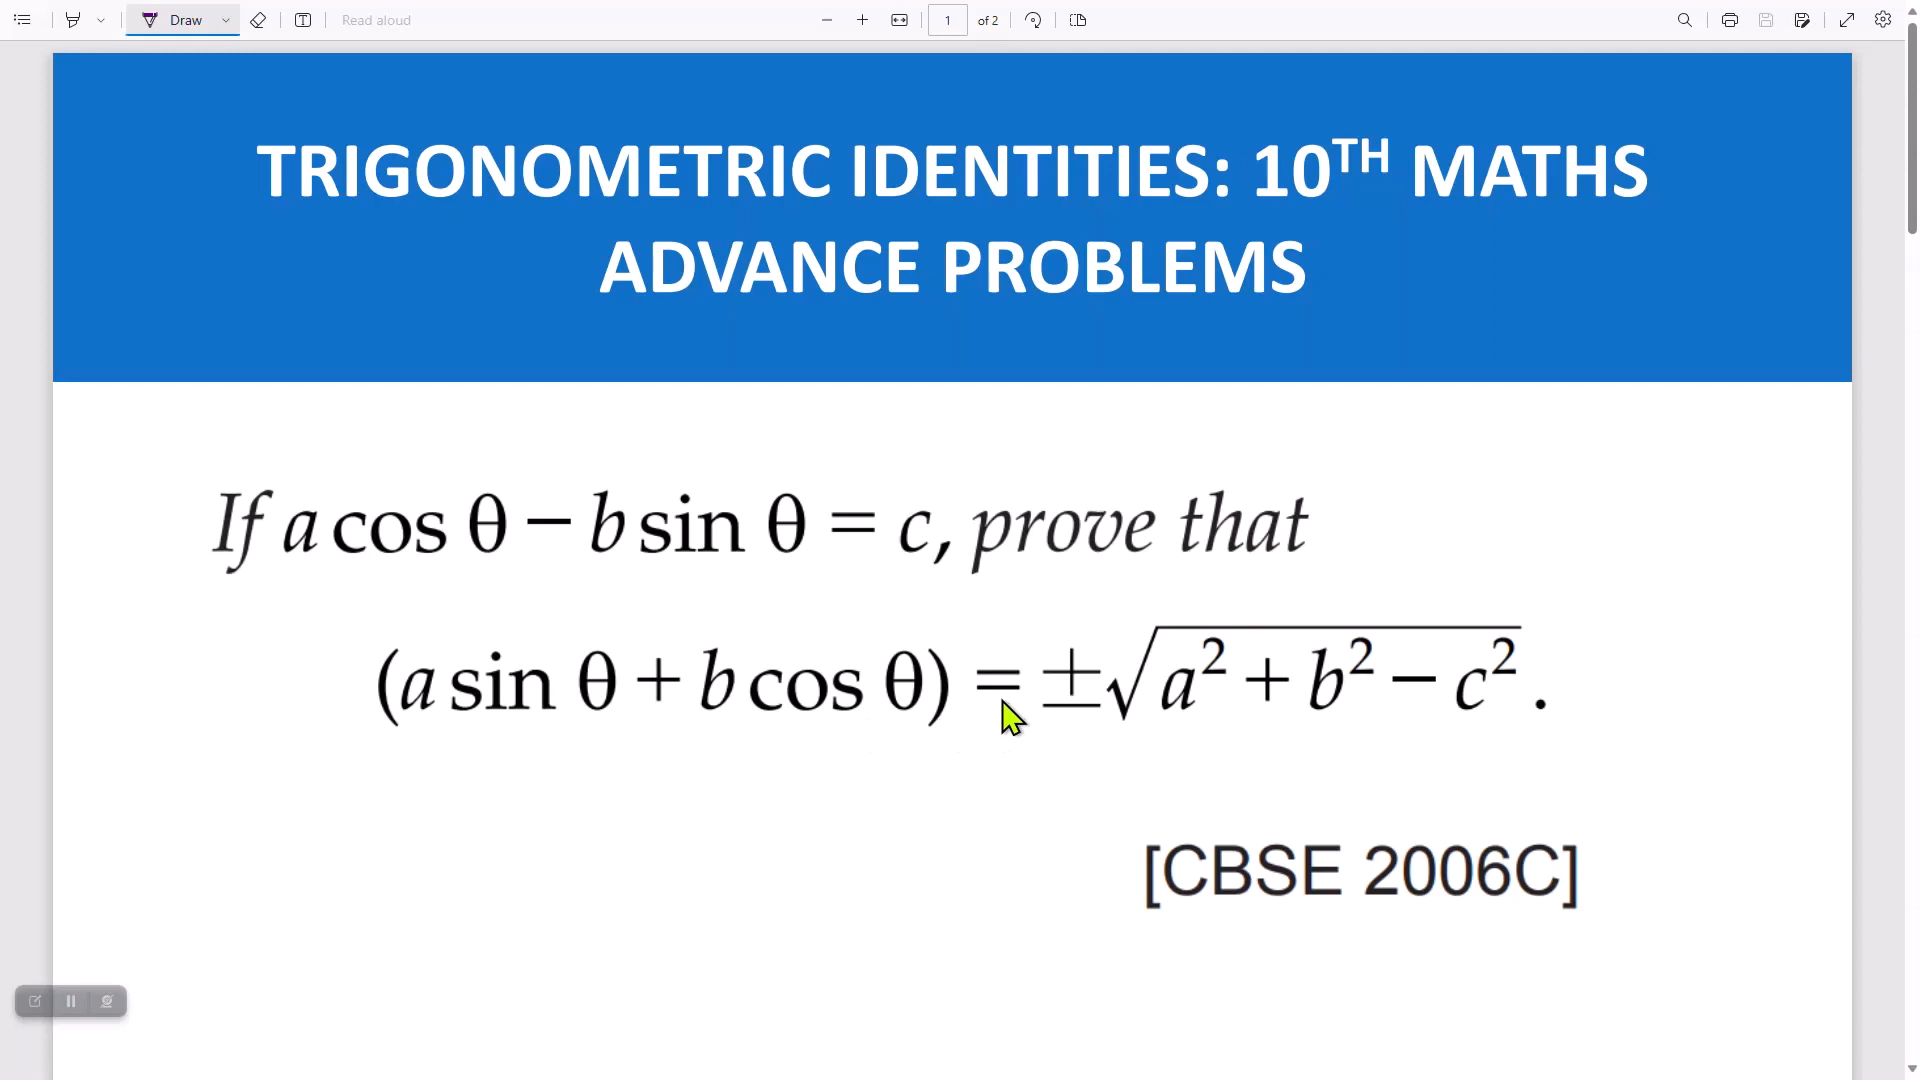 Draw
Read aloud
1 of 2
TRIGONOMETRIC IDENTITIES: 10TH MATHS
ADVANCE PROBLEMS
If a cos θ − b sin θ = c, prove that
(a sin θ + b cos θ) = ±√(a² + b² − c²) .
[CBSE 2006C]